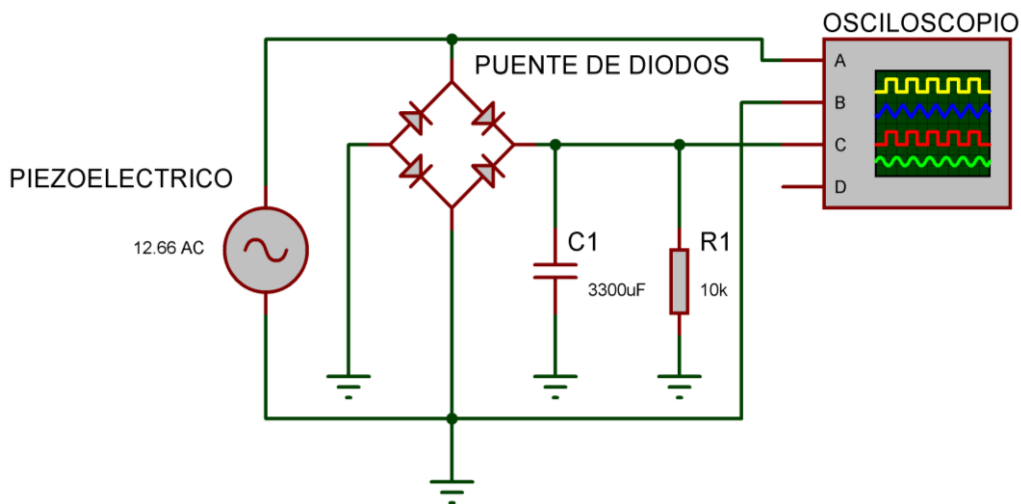 OSCILOSCOPIO
PUENTE DE DIODOS
A
B
C
D
PIEZOELECTRICO
12.66 AC
C1
3300uF
R1
10k